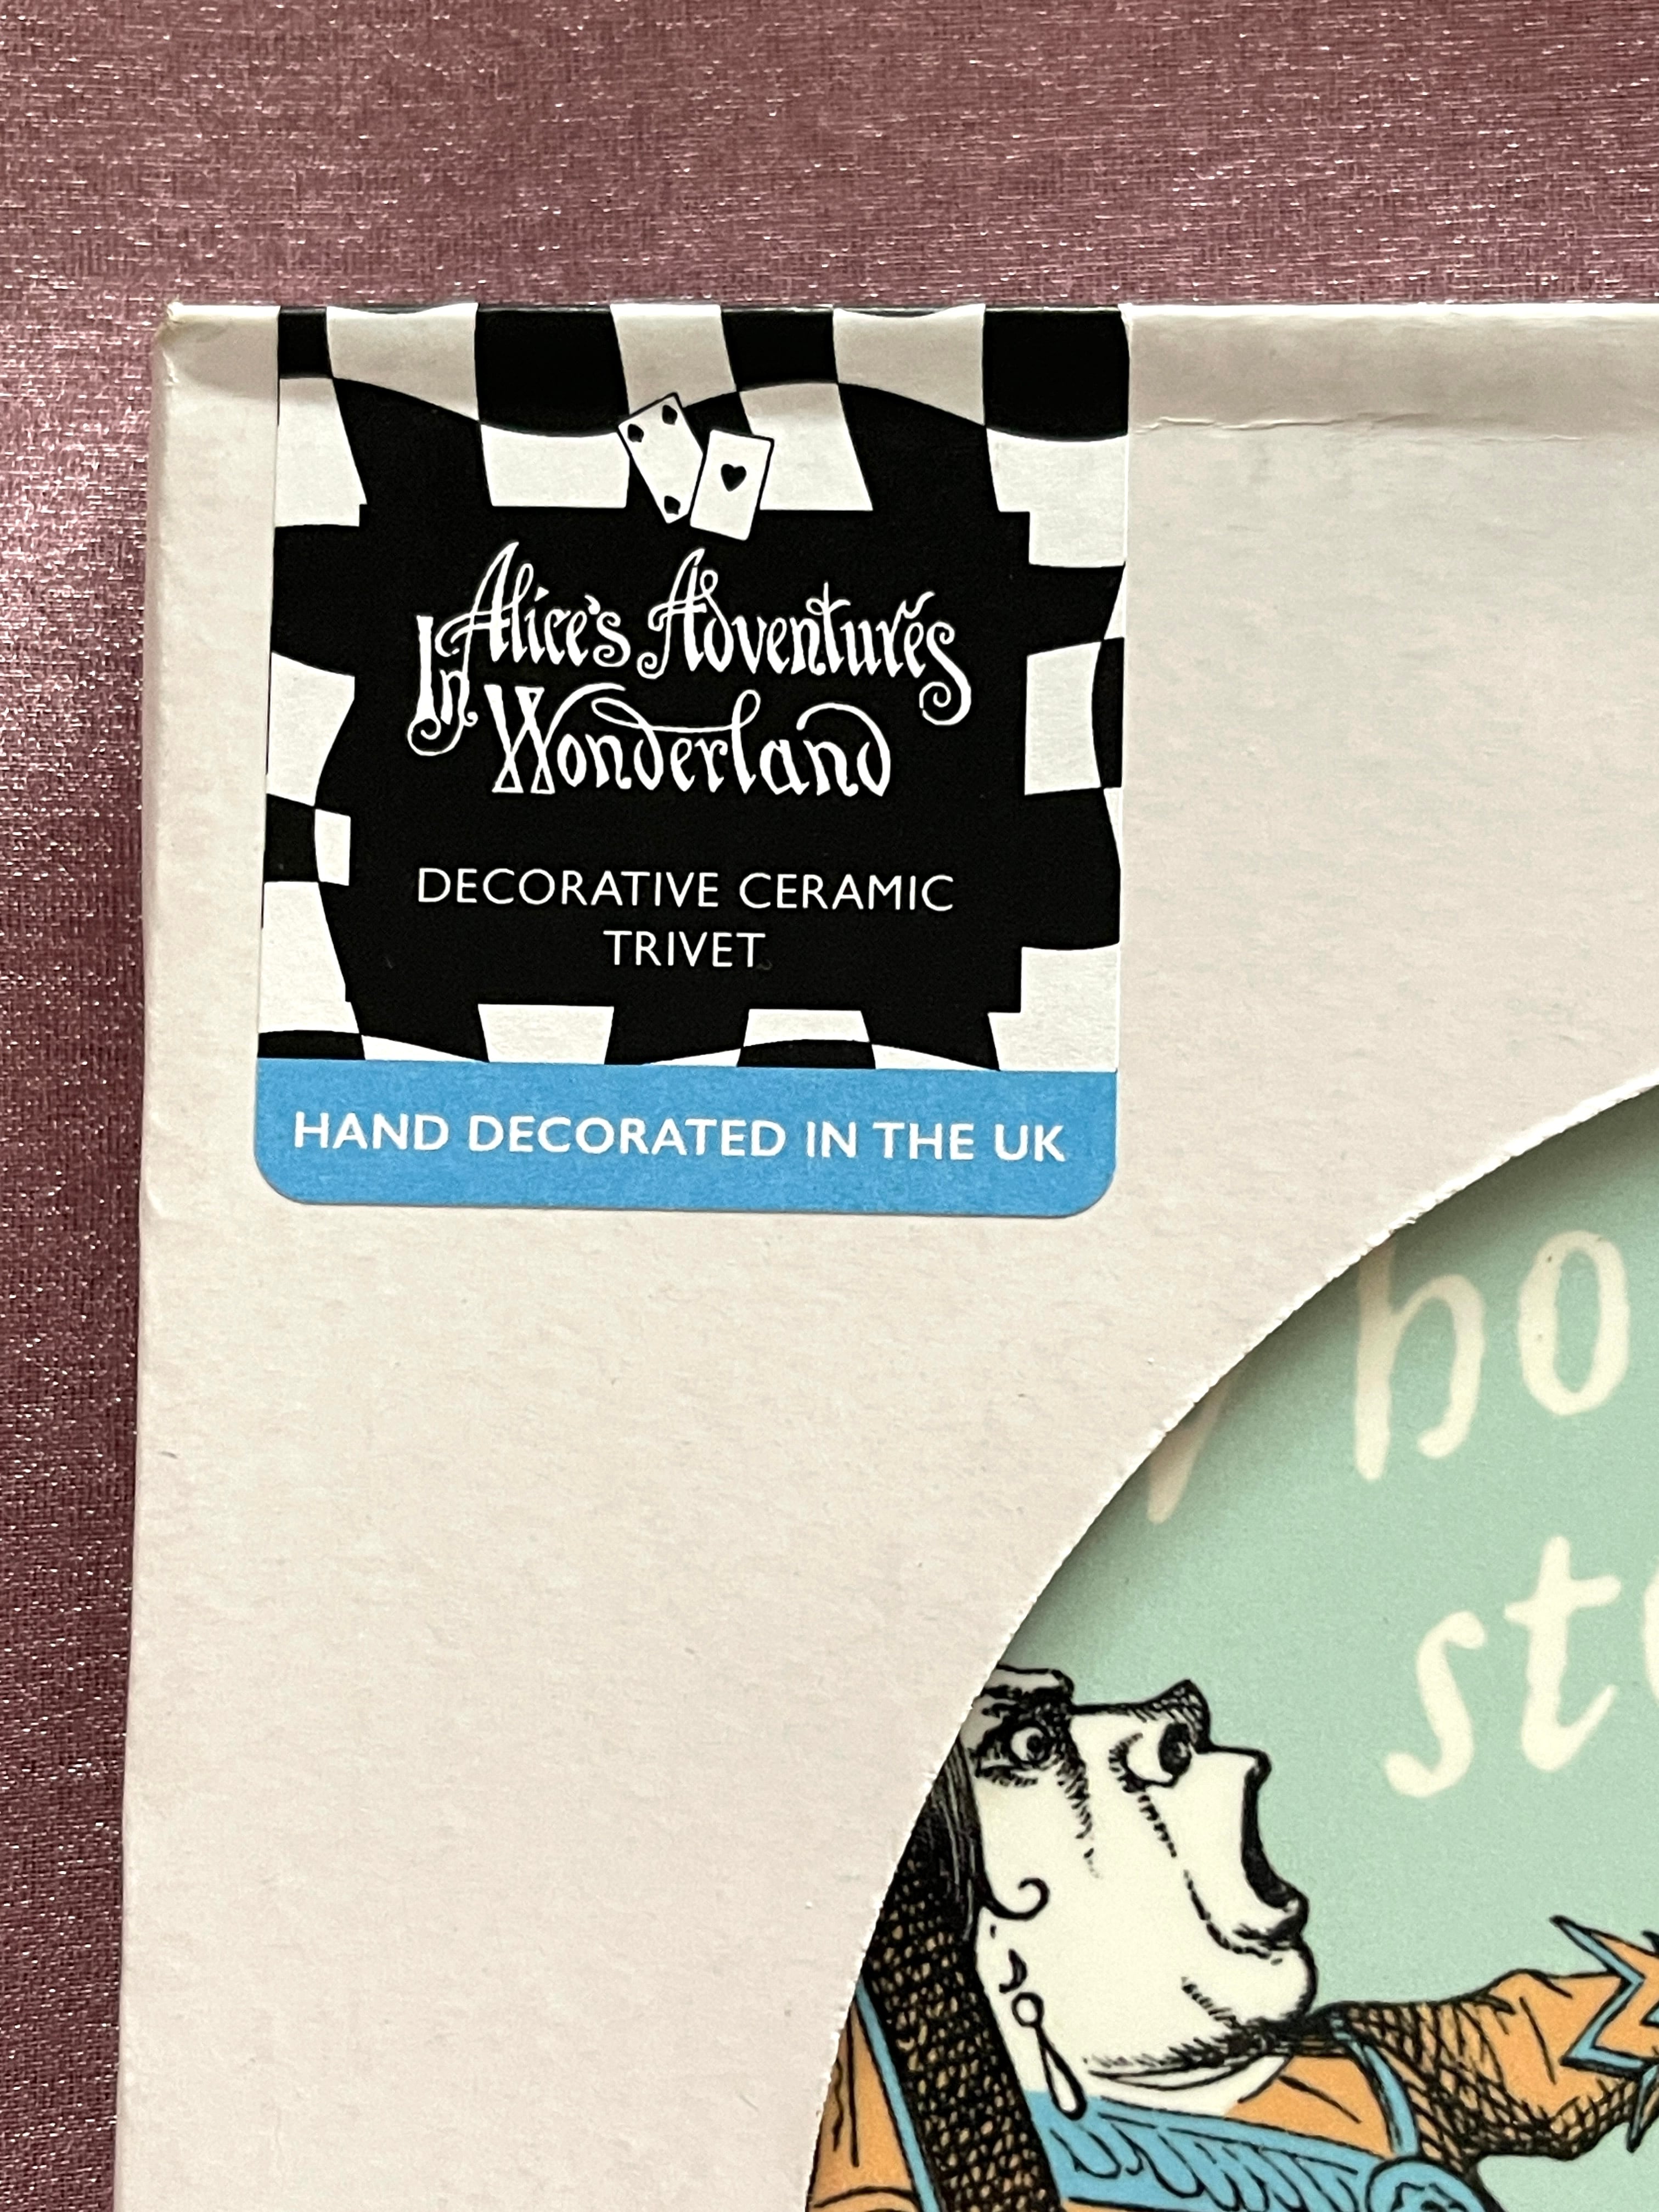 Alice's Adventures
In Wonderland
DECORATIVE CERAMIC
TRIVET
HAND DECORATED IN THE UK